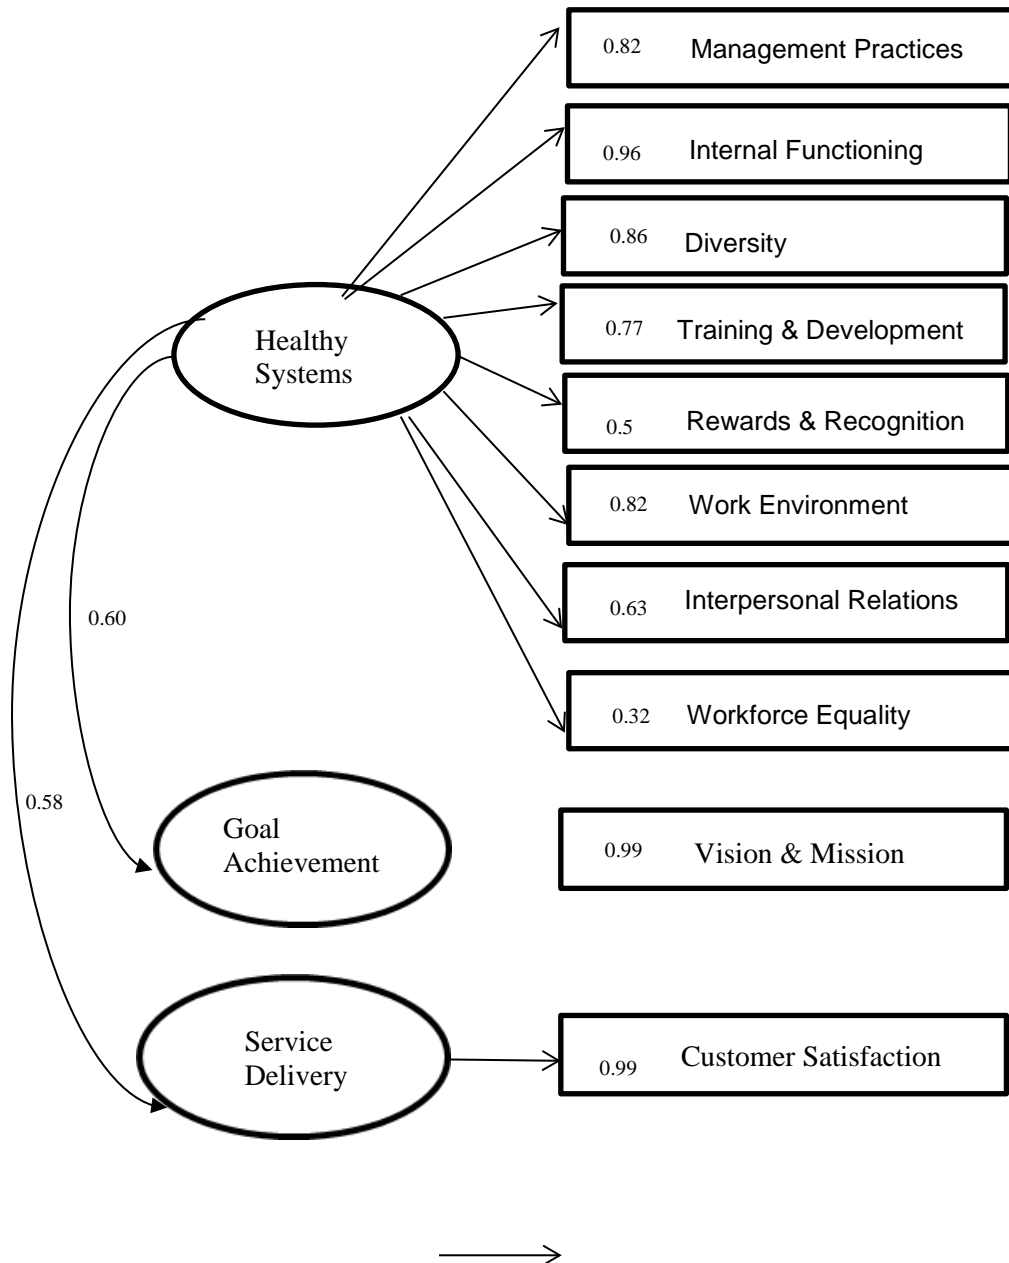 0.82 Management Practices
0.96 Internal Functioning
0.86 Diversity
0.77 Training & Development
Healthy
Systems
0.5 Rewards & Recognition
0.82 Work Environment
0.63 Interpersonal Relations
0.60
0.32 Workforce Equality
0.58
Goal
Achievement
0.99 Vision & Mission
Service
Delivery
0.99 Customer Satisfaction